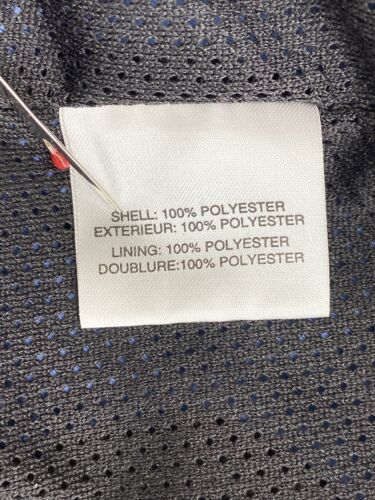 SHELL: 100% POLYESTER
EXTERIEUR: 100% POLYESTER
LINING: 100% POLYESTER
DOUBLURE:100% POLYESTER